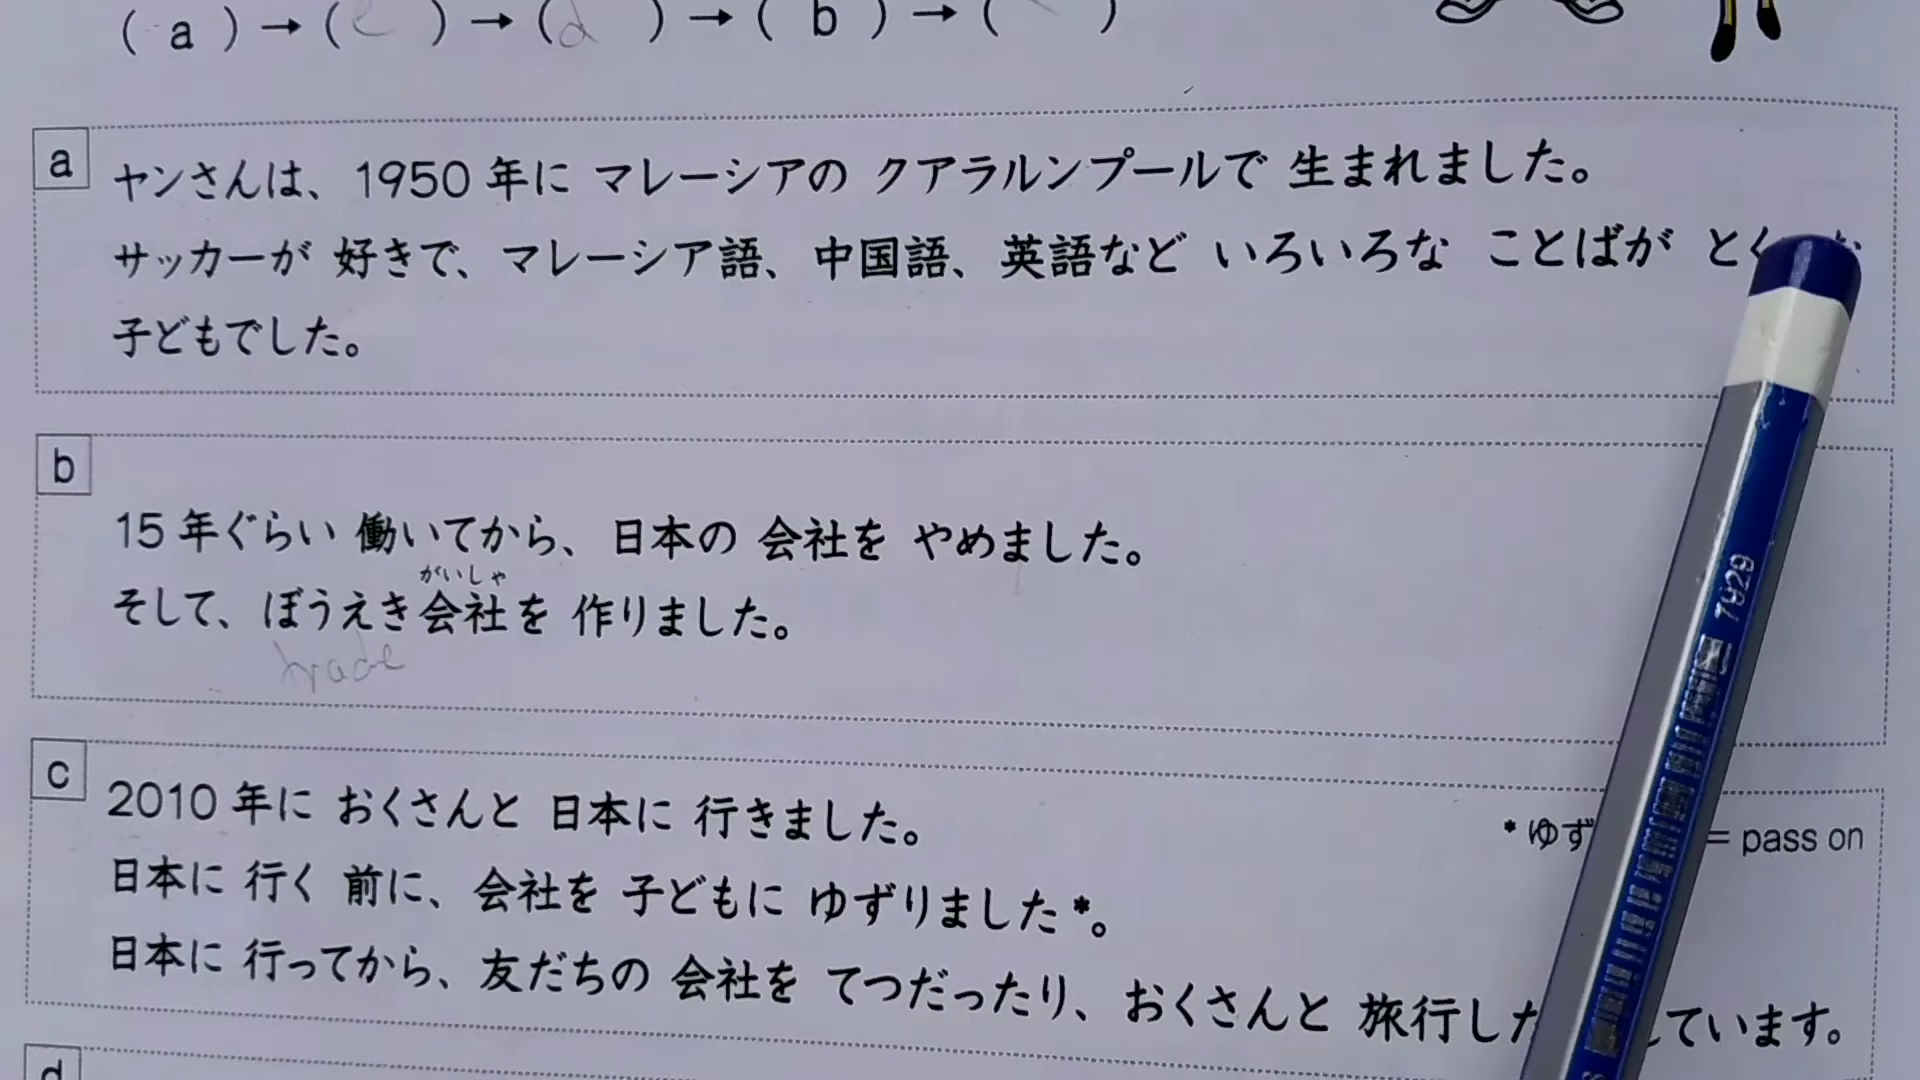 ( a ) → ( e ) → ( d ) → ( b ) → ( )
a
ヤンさんは、1950 年に マレーシアの クアラルンプールで 生まれました。
サッカーが 好きで、マレーシア語、中国語、英語など いろいろな ことばが
子どもでした。
b
15 年ぐらい 働いてから、日本の 会社を やめました。
がいしゃ
そして、ぼうえき会社を 作りました。
trade
c
2010 年に おくさんと 日本に 行きました。
* ゆず = pass on
日本に 行く 前に、会社を 子どもに ゆずりました *。
日本に 行ってから、友だちの 会社を てつだったり、おくさんと 旅行した ています。
d
7929